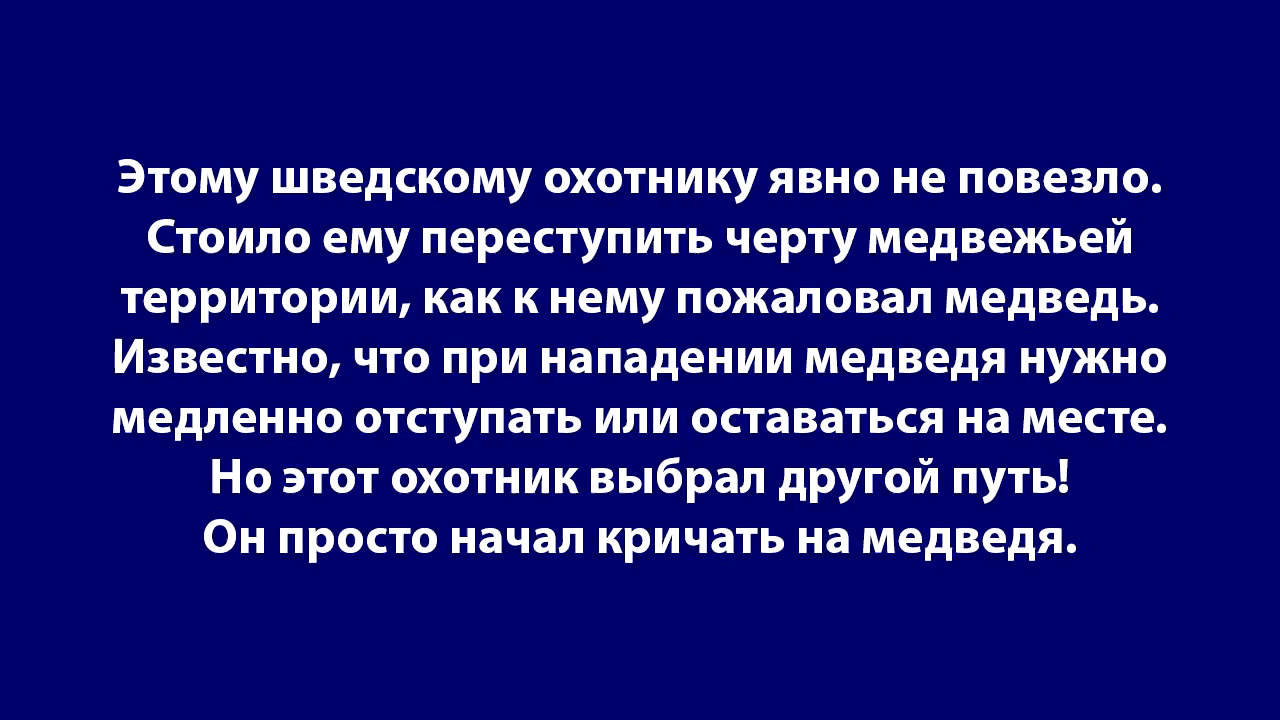 Этому шведскому охотнику явно не повезло.
Стоило ему переступить черту медвежьей
территории, как к нему пожаловал медведь.
Известно, что при нападении медведя нужно
медленно отступать или оставаться на месте.
Но этот охотник выбрал другой путь!
Он просто начал кричать на медведя.